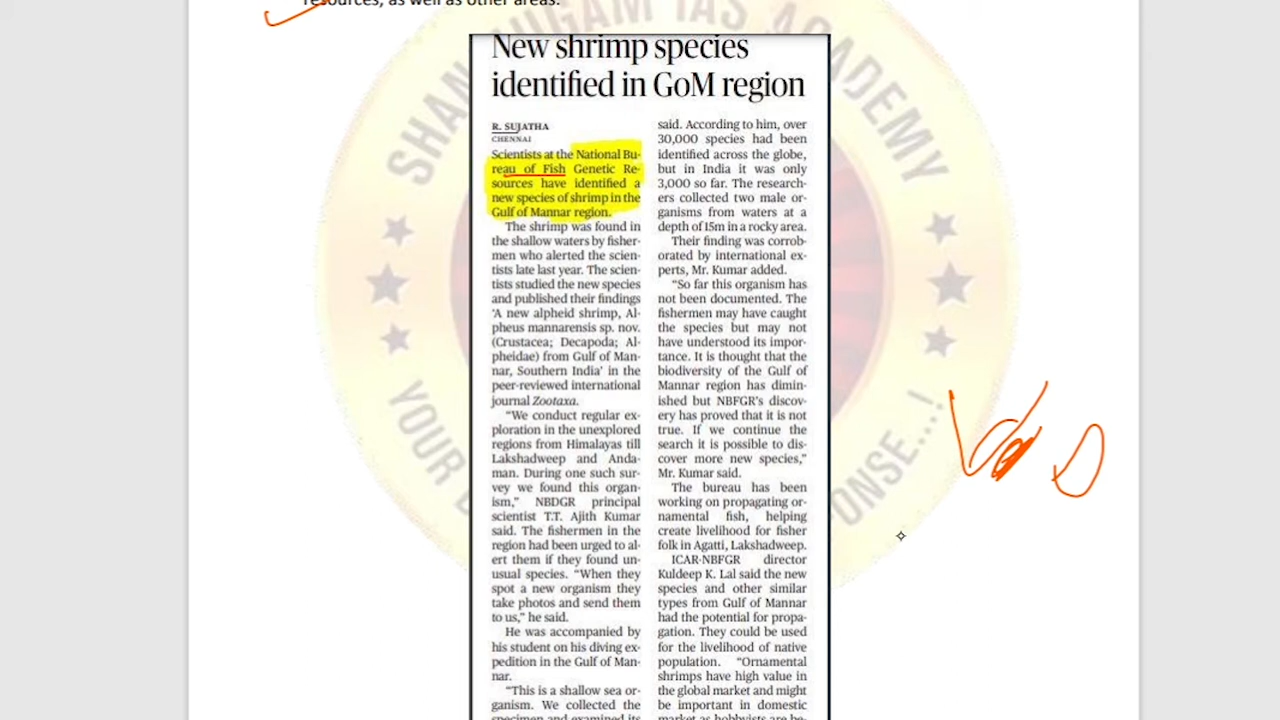 resources, as well as other areas.
SHANMUGAM IAS ACADEMY
New shrimp species
identified in GoM region
R. SUJATHA
CHENNAI
Scientists at the National Bu-
reau of Fish Genetic Re-
sources have identified a
new species of shrimp in the
Gulf of Mannar region.
The shrimp was found in
the shallow waters by fisher-
men who alerted the scien-
tists late last year. The scien-
tists studied the new species
and published their findings
‘A new alpheid shrimp, Al-
pheus mannarensis sp. nov.
(Crustacea; Decapoda; Al-
pheidae) from Gulf of Man-
nar, Southern India’ in the
peer-reviewed international
journal Zootaxa.
“We conduct regular ex-
ploration in the unexplored
regions from Himalayas till
Lakshadweep and Anda-
man. During one such sur-
vey we found this organ-
ism,” NBDGR principal
scientist T.T. Ajith Kumar
said. The fishermen in the
region had been urged to al-
ert them if they found un-
usual species. “When they
spot a new organism they
take photos and send them
to us,” he said.
He was accompanied by
his student on his diving ex-
pedition in the Gulf of Man-
nar.
“This is a shallow sea or-
ganism. We collected the
specimen and examined its
said. According to him, over
30,000 species had been
identified across the globe,
but in India it was only
3,000 so far. The research-
ers collected two male or-
ganisms from waters at a
depth of 15m in a rocky area.
Their finding was corrob-
orated by international ex-
perts, Mr. Kumar added.
“So far this organism has
not been documented. The
fishermen may have caught
the species but may not
have understood its impor-
tance. It is thought that the
biodiversity of the Gulf of
Mannar region has dimin-
ished but NBFGR’s discov-
ery has proved that it is not
true. If we continue the
search it is possible to dis-
cover more new species,”
Mr. Kumar said.
The bureau has been
working on propagating or-
namental fish, helping
create livelihood for fisher
folk in Agatti, Lakshadweep.
ICAR-NBFGR director
Kuldeep K. Lal said the new
species and other similar
types from Gulf of Mannar
had the potential for propa-
gation. They could be used
for the livelihood of native
population. “Ornamental
shrimps have high value in
the global market and might
be important in domestic
market as hobbyists are be-
YOUR